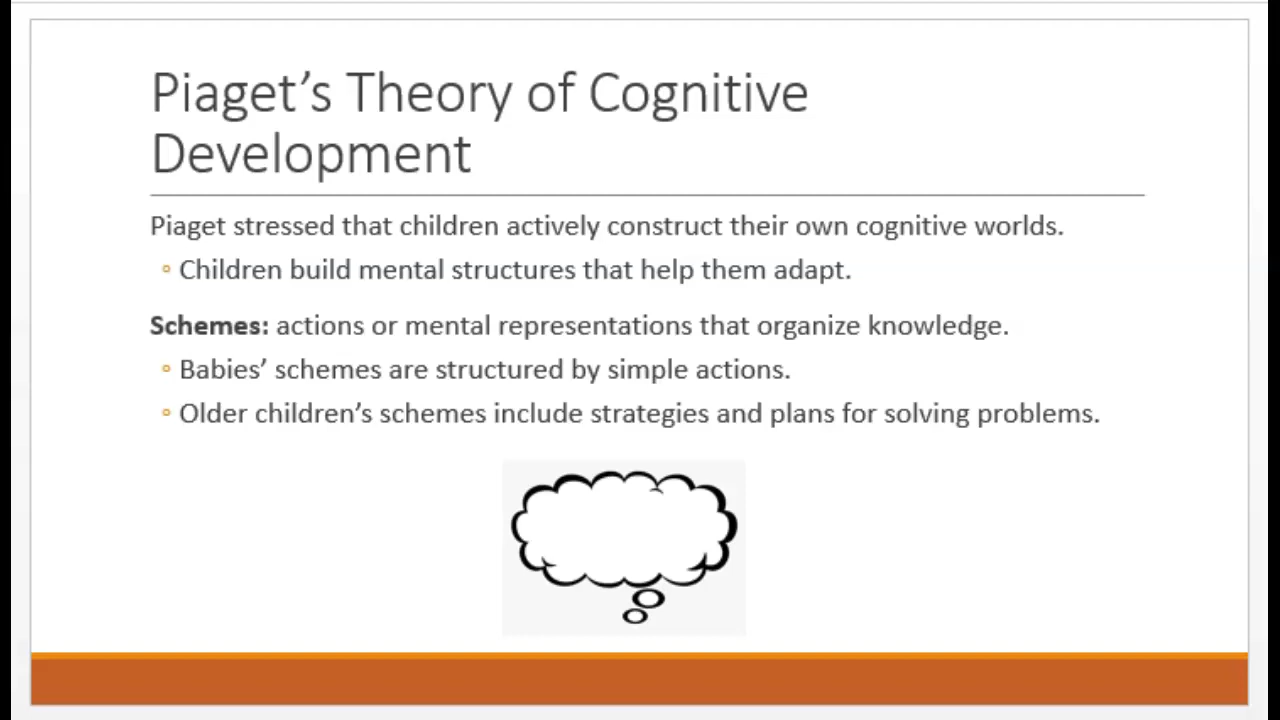 Piaget’s Theory of Cognitive
Development
Piaget stressed that children actively construct their own cognitive worlds.
◦ Children build mental structures that help them adapt.
Schemes: actions or mental representations that organize knowledge.
◦ Babies’ schemes are structured by simple actions.
◦ Older children’s schemes include strategies and plans for solving problems.